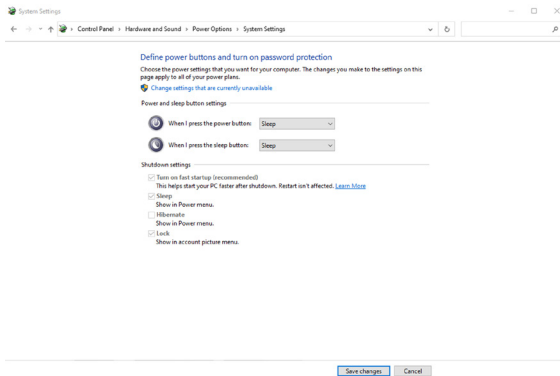 System Settings
Control Panel > Hardware and Sound > Power Options > System Settings
Define power buttons and turn on password protection
Choose the power settings that you want for your computer. The changes you make to the settings on this
page apply to all of your power plans.
Change settings that are currently unavailable
Power and sleep button settings
When I press the power button: Sleep
When I press the sleep button: Sleep
Shutdown settings
Turn on fast startup (recommended)
This helps start your PC faster after shutdown. Restart isn't affected. Learn More
Sleep
Show in Power menu.
Hibernate
Show in Power menu.
Lock
Show in account picture menu.
Save changes Cancel